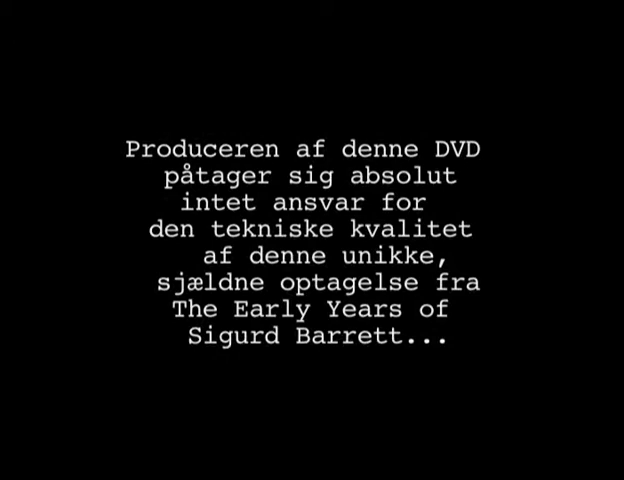 Produceren af denne DVD
påtager sig absolut
intet ansvar for
den tekniske kvalitet
af denne unikke,
sjældne optagelse fra
The Early Years of
Sigurd Barrett...